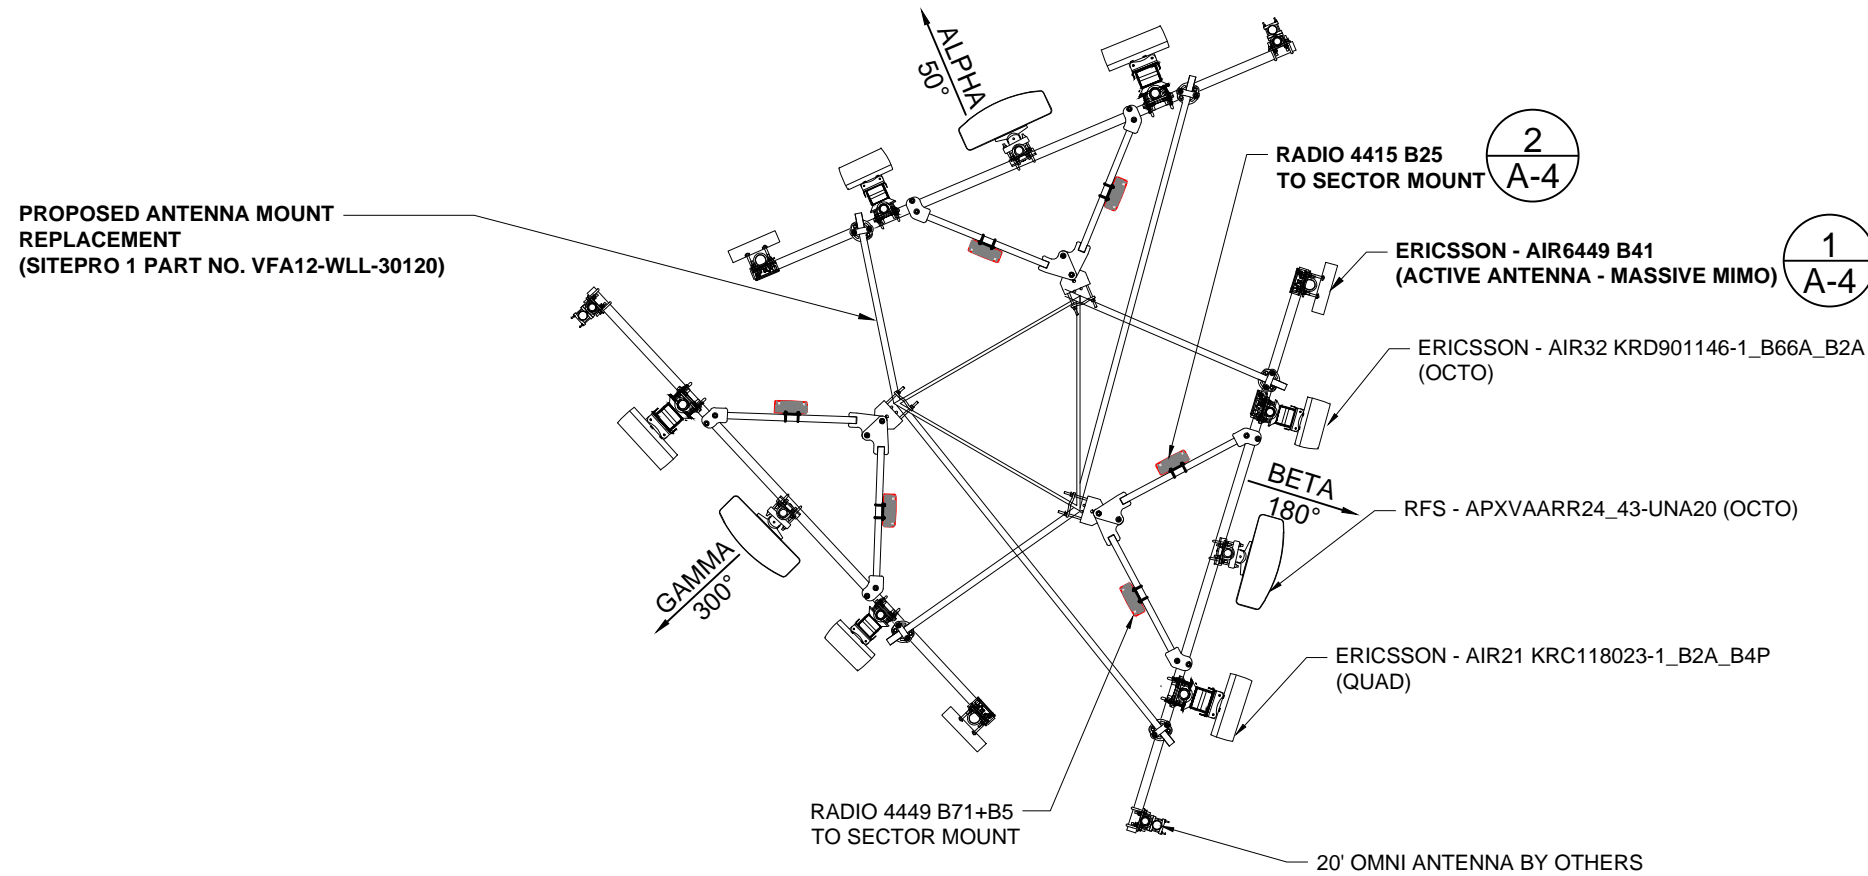 ALPHA
50°
2
A-4
RADIO 4415 B25
TO SECTOR MOUNT
PROPOSED ANTENNA MOUNT
REPLACEMENT
(SITEPRO 1 PART NO. VFA12-WLL-30120)
1
A-4
ERICSSON - AIR6449 B41
(ACTIVE ANTENNA - MASSIVE MIMO)
ERICSSON - AIR32 KRD901146-1_B66A_B2A
(OCTO)
BETA
180°
RFS - APXVAARR24_43-UNA20 (OCTO)
GAMMA
300°
ERICSSON - AIR21 KRC118023-1_B2A_B4P
(QUAD)
RADIO 4449 B71+B5
TO SECTOR MOUNT
20' OMNI ANTENNA BY OTHERS